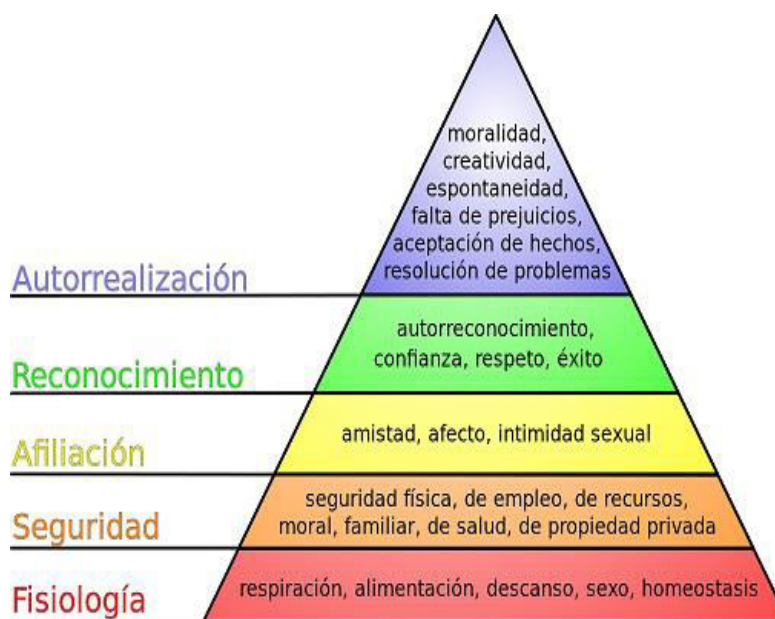 moralidad,
creatividad,
espontaneidad,
falta de prejuicios,
aceptación de hechos,
resolución de problemas
Autorrealización
autorreconocimiento,
confianza, respeto, éxito
Reconocimiento
amistad, afecto, intimidad sexual
Afiliación
seguridad física, de empleo, de recursos,
moral, familiar, de salud, de propiedad privada
Seguridad
respiración, alimentación, descanso, sexo, homeostasis
Fisiología